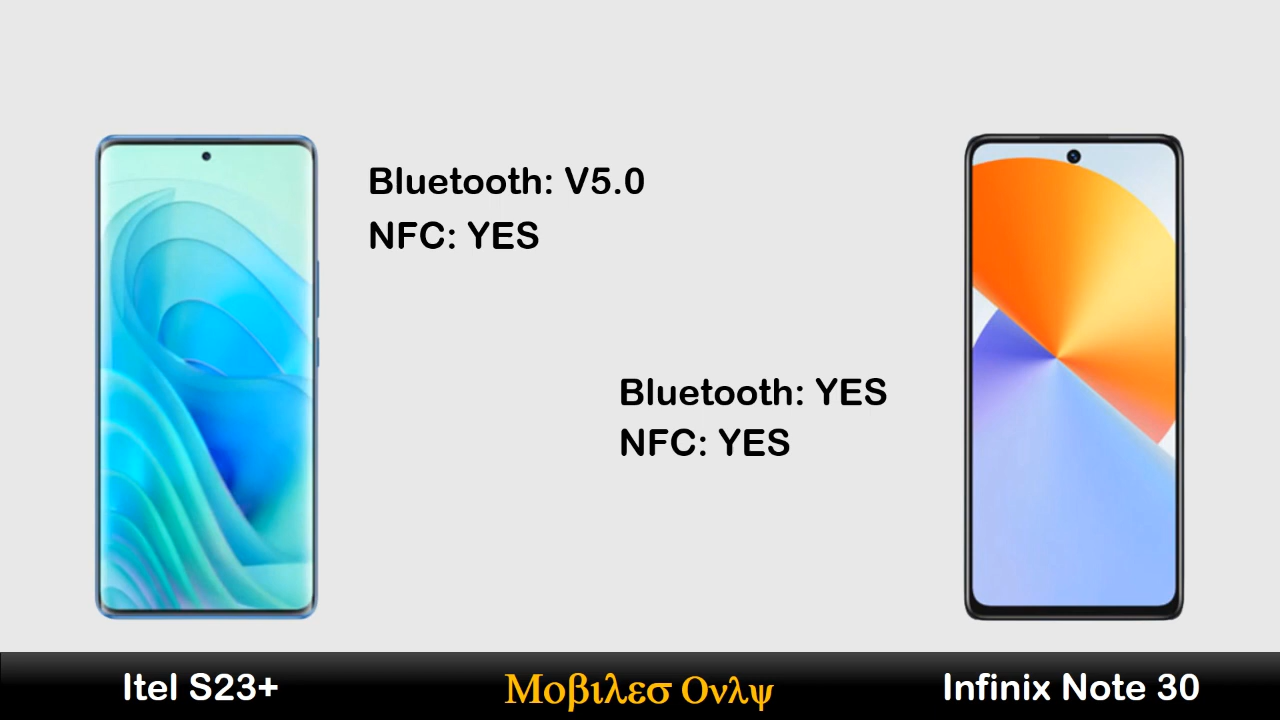 Bluetooth: V5.0
NFC: YES
Bluetooth: YES
NFC: YES
Itel S23+
Μοβιλεσ Ονλψ
Infinix Note 30